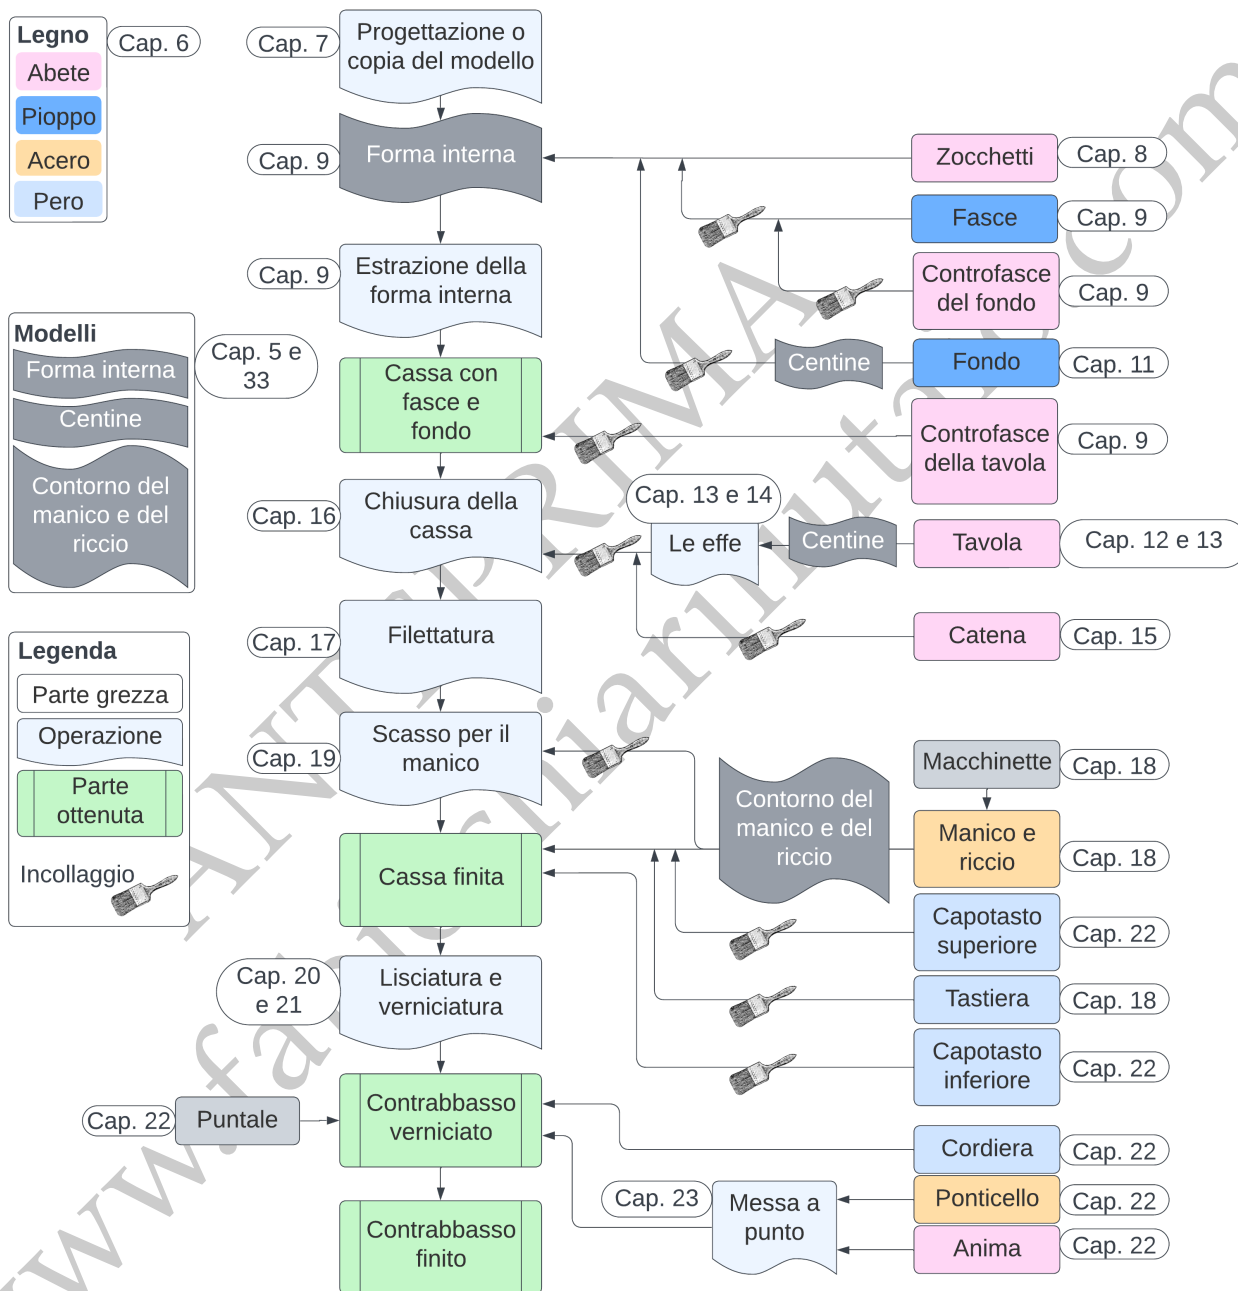 Legno
Cap. 6
Abete
Pioppo
Acero
Pero
Modelli
Forma interna
Cap. 5 e
33
Centine
Contorno del
manico e del
riccio
Legenda
Parte grezza
Operazione
Parte
ottenuta
Incollaggio
Cap. 7
Progettazione o
copia del modello
Cap. 9
Forma interna
Cap. 9
Estrazione della
forma interna
Cassa con
fasce e
fondo
Cap. 16
Chiusura della
cassa
Cap. 17
Filettatura
Cap. 19
Scasso per il
manico
Cassa finita
Cap. 20
e 21
Lisciatura e
verniciatura
Cap. 22
Puntale
Contrabbasso
verniciato
Contrabbasso
finito
Zocchetti
Cap. 8
Fasce
Cap. 9
Controfasce
del fondo
Cap. 9
Centine
Fondo
Cap. 11
Controfasce
della tavola
Cap. 9
Cap. 13 e 14
Le effe
Centine
Tavola
Cap. 12 e 13
Catena
Cap. 15
Macchinette
Cap. 18
Contorno del
manico e del
riccio
Manico e
riccio
Cap. 18
Capotasto
superiore
Cap. 22
Tastiera
Cap. 18
Capotasto
inferiore
Cap. 22
Cordiera
Cap. 22
Cap. 23
Messa a
punto
Ponticello
Cap. 22
Anima
Cap. 22
ANTEPRIMA